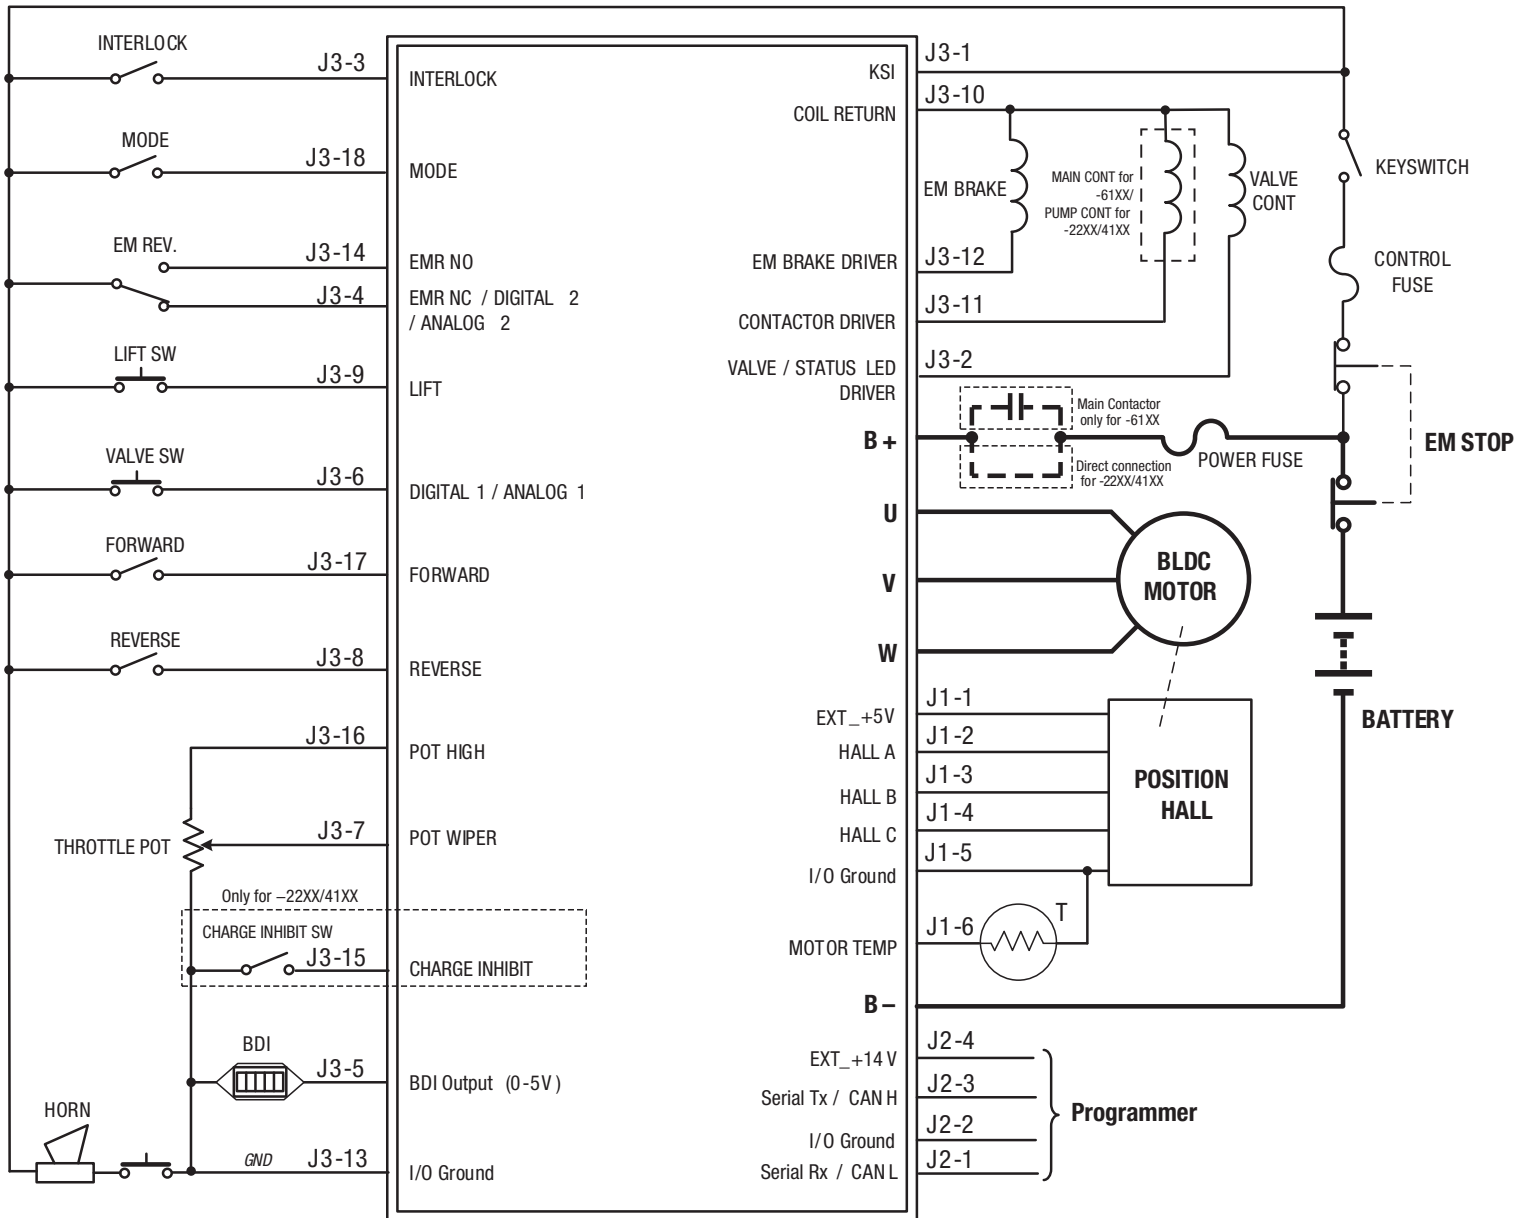 INTERLOCK
J3-3
INTERLOCK
MODE
J3-18
MODE
EM REV.
J3-14
EMR NO
J3-4
EMR NC / DIGITAL 2
/ ANALOG 2
LIFT SW
J3-9
LIFT
VALVE SW
J3-6
DIGITAL 1 / ANALOG 1
FORWARD
J3-17
FORWARD
REVERSE
J3-8
REVERSE
J3-16
POT HIGH
THROTTLE POT
J3-7
POT WIPER
Only for –22XX/41XX
CHARGE INHIBIT SW
J3-15
CHARGE INHIBIT
BDI
J3-5
BDI Output (0-5V)
HORN
GND
J3-13
I/O Ground
KSI
J3-1
COIL RETURN
J3-10
EM BRAKE
MAIN CONT for
-61XX/
PUMP CONT for
-22XX/41XX
VALVE
CONT
KEYSWITCH
EM BRAKE DRIVER
J3-12
CONTROL
FUSE
CONTACTOR DRIVER
J3-11
VALVE / STATUS LED
DRIVER
J3-2
Main Contactor
only for -61XX
B+
POWER FUSE
EM STOP
Direct connection
for -22XX/41XX
U
V
W
BLDC
MOTOR
BATTERY
EXT_+5V
J1-1
HALL A
J1-2
HALL B
J1-3
HALL C
J1-4
I/O Ground
J1-5
POSITION
HALL
MOTOR TEMP
J1-6
T
B–
EXT_+14V
J2-4
Serial Tx / CAN H
J2-3
I/O Ground
J2-2
Serial Rx / CAN L
J2-1
Programmer